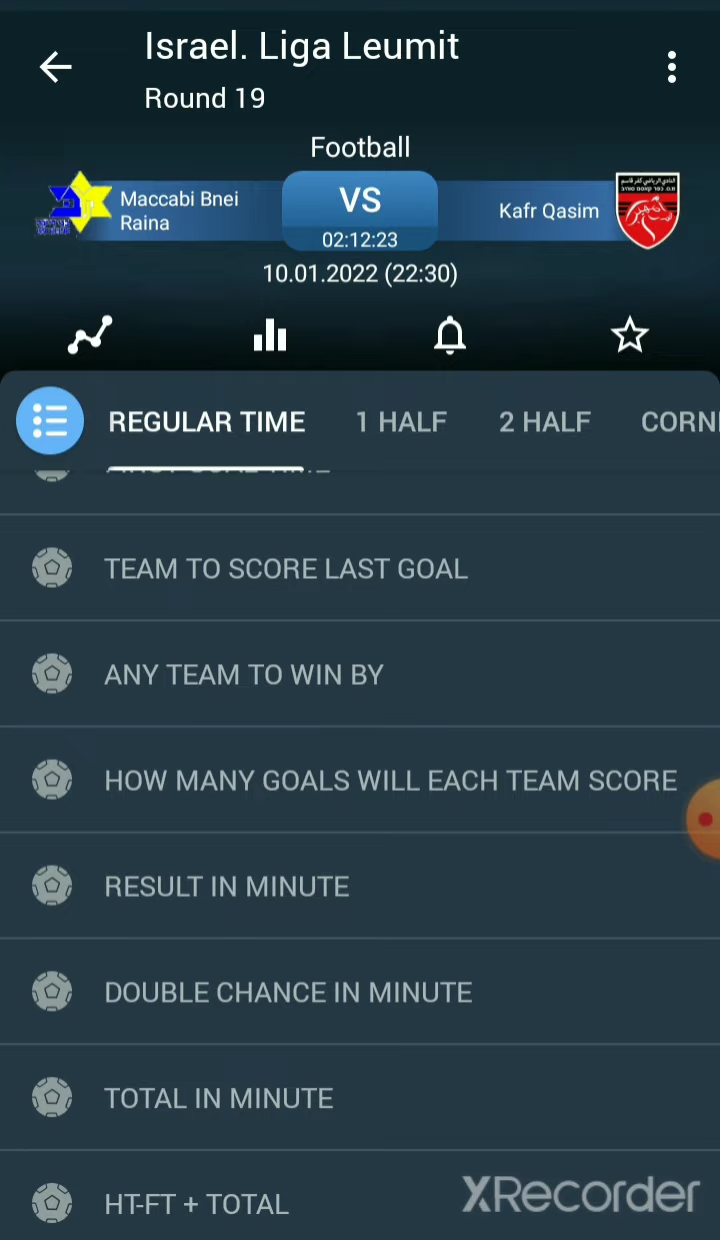 Israel. Liga Leumit
Round 19
Football
Maccabi Bnei
Raina
VS
02:12:23
Kafr Qasim
10.01.2022 (22:30)
REGULAR TIME
1 HALF
2 HALF
CORN
TEAM TO SCORE LAST GOAL
ANY TEAM TO WIN BY
HOW MANY GOALS WILL EACH TEAM SCORE
RESULT IN MINUTE
DOUBLE CHANCE IN MINUTE
TOTAL IN MINUTE
HT-FT + TOTAL
XRecorder